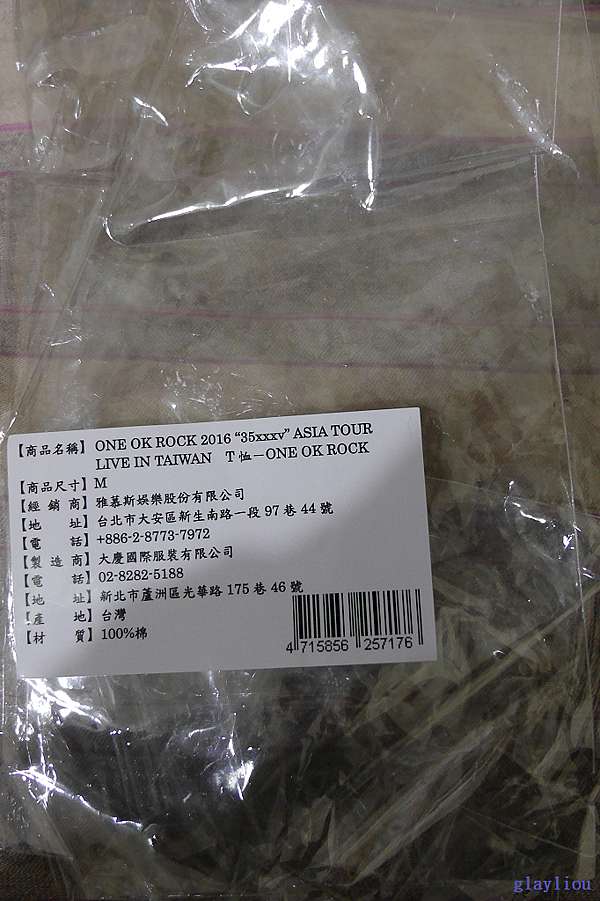 【商品名稱】ONE OK ROCK 2016 “35xxxv” ASIA TOUR
LIVE IN TAIWAN T恤－ONE OK ROCK
【商品尺寸】M
【經銷商】雅慕斯娛樂股份有限公司
【地址】台北市大安區新生南路一段 97 巷 44 號
【電話】+886-2-8773-7972
【製造商】大慶國際服裝有限公司
【電話】02-8282-5188
【地址】新北市蘆洲區光華路 175 巷 46 號
【產地】台灣
【材質】100%棉
4 715856 257176
glayliou